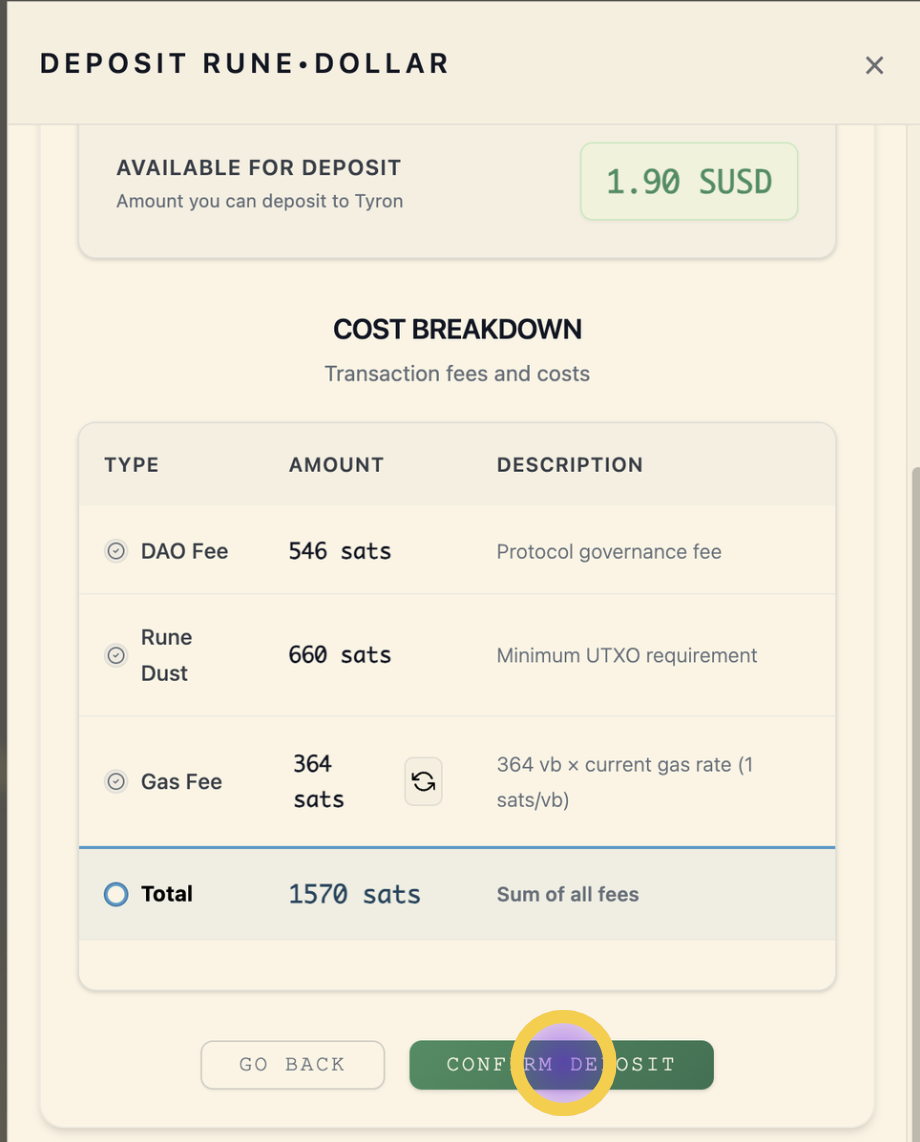 DEPOSIT RUNE•DOLLAR
AVAILABLE FOR DEPOSIT
Amount you can deposit to Tyron
1.90 SUSD
COST BREAKDOWN
Transaction fees and costs
TYPE AMOUNT DESCRIPTION
DAO Fee 546 sats Protocol governance fee
Rune
Dust
660 sats Minimum UTXO requirement
Gas Fee
364
sats
364 vb × current gas rate (1
sats/vb)
Total 1570 sats Sum of all fees
GO BACK CONFIRM DEPOSIT